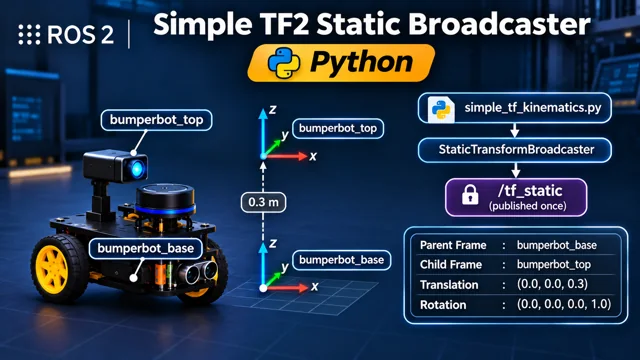 ROS 2
Simple TF2 Static Broadcaster
Python
bumperbot_top
bumperbot_base
z
y
x
bumperbot_top
0.3 m
z
y
x
bumperbot_base
simple_tf_kinematics.py
StaticTransformBroadcaster
/tf_static
(published once)
Parent Frame : bumperbot_base
Child Frame : bumperbot_top
Translation : (0.0, 0.0, 0.3)
Rotation : (0.0, 0.0, 0.0, 1.0)